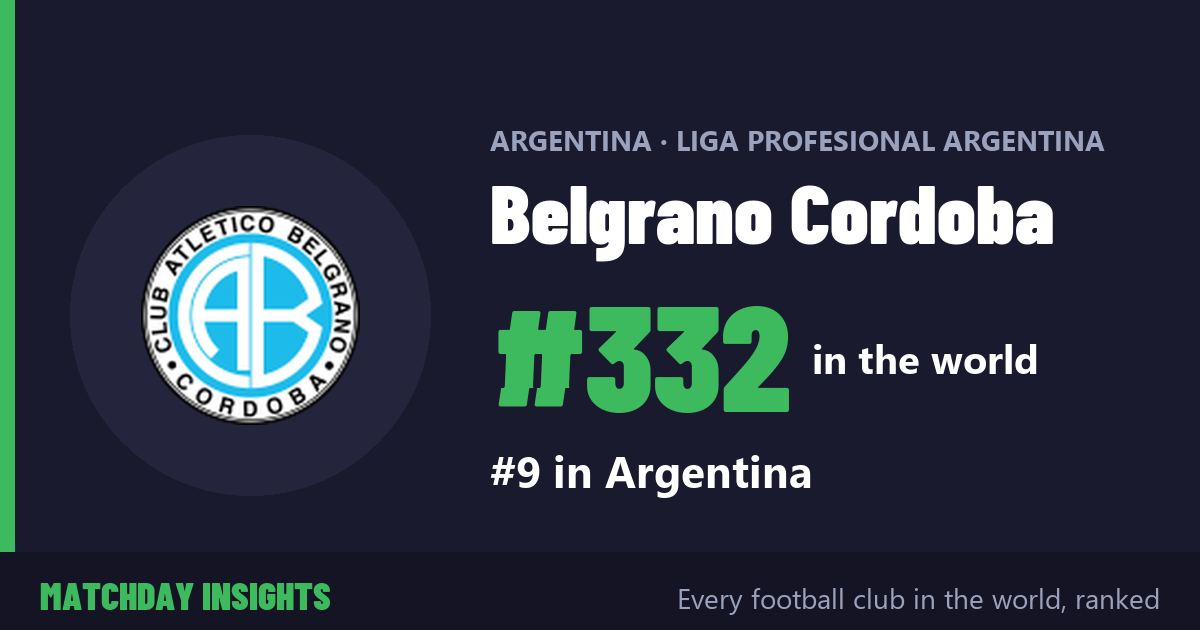 ARGENTINA · LIGA PROFESIONAL ARGENTINA
Belgrano Cordoba
CLUB ATLETICO BELGRANO • CORDOBA •
AB
#332 in the world
#9 in Argentina
MATCHDAY INSIGHTS
Every football club in the world, ranked